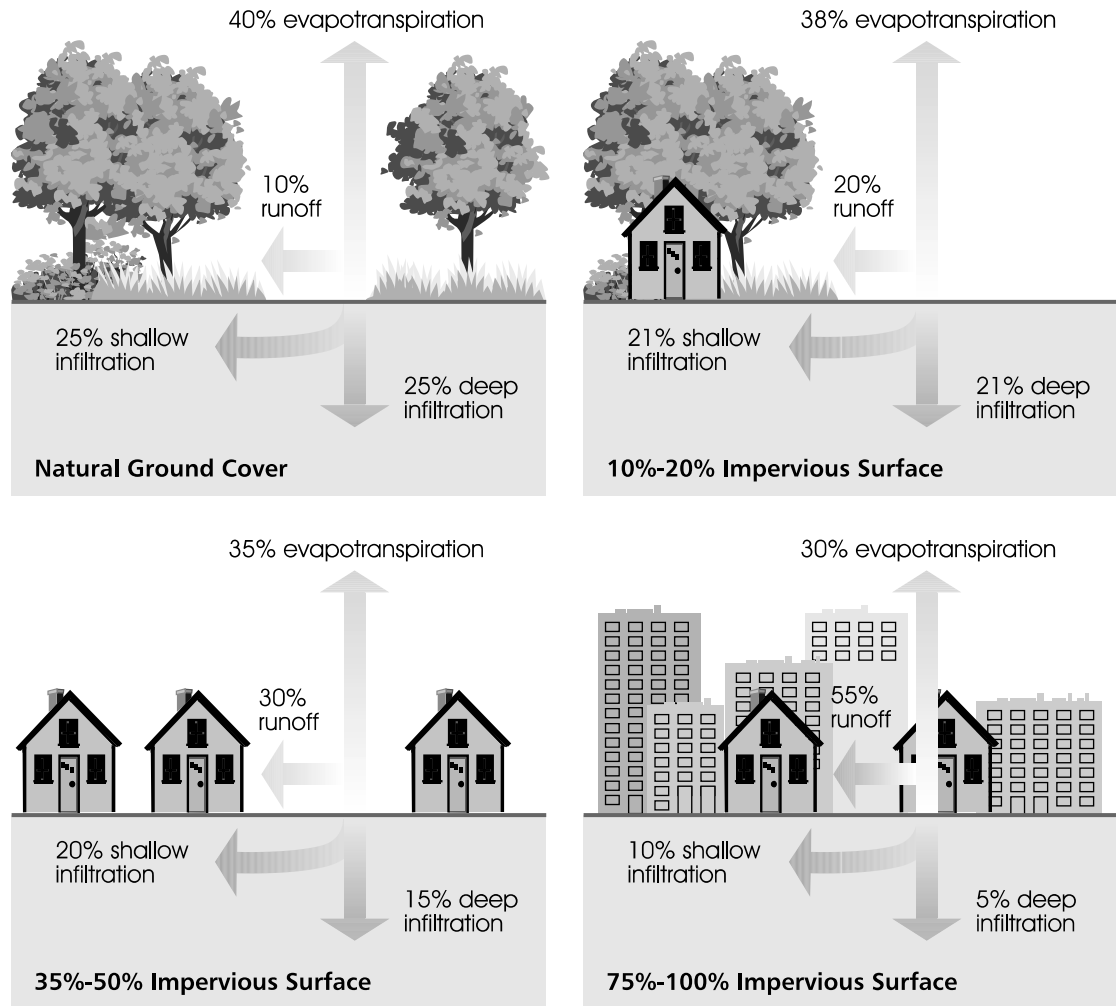 40% evapotranspiration
10%
runoff
25% shallow
infiltration
25% deep
infiltration
Natural Ground Cover
38% evapotranspiration
20%
runoff
21% shallow
infiltration
21% deep
infiltration
10%-20% Impervious Surface
35% evapotranspiration
30%
runoff
20% shallow
infiltration
15% deep
infiltration
35%-50% Impervious Surface
30% evapotranspiration
55%
runoff
10% shallow
infiltration
5% deep
infiltration
75%-100% Impervious Surface